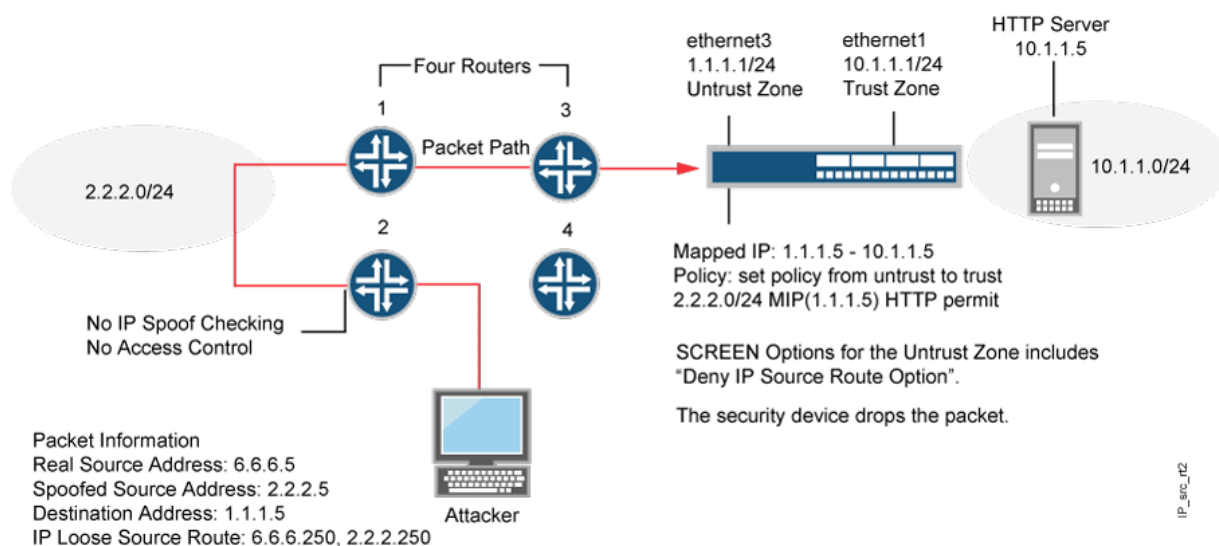 Four Routers
1
3
2
4
Packet Path
2.2.2.0/24
No IP Spoof Checking
No Access Control
Attacker
Packet Information
Real Source Address: 6.6.6.5
Spoofed Source Address: 2.2.2.5
Destination Address: 1.1.1.5
IP Loose Source Route: 6.6.6.250, 2.2.2.250
ethernet3
1.1.1.1/24
Untrust Zone
ethernet1
10.1.1.1/24
Trust Zone
HTTP Server
10.1.1.5
10.1.1.0/24
Mapped IP: 1.1.1.5 - 10.1.1.5
Policy: set policy from untrust to trust
2.2.2.0/24 MIP(1.1.1.5) HTTP permit
SCREEN Options for the Untrust Zone includes
“Deny IP Source Route Option”.
The security device drops the packet.
IP_src_rt2